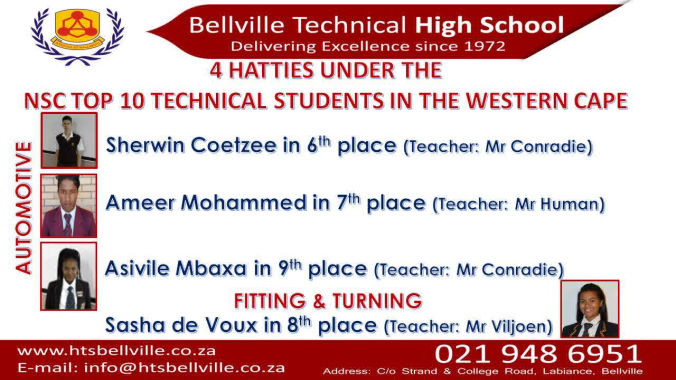 Bellville Technical High School
Delivering Excellence since 1972
4 HATTIES UNDER THE
NSC TOP 10 TECHNICAL STUDENTS IN THE WESTERN CAPE
AUTOMOTIVE
Sherwin Coetzee in 6th place (Teacher: Mr Conradie)
Ameer Mohammed in 7th place (Teacher: Mr Human)
Asivile Mbaxa in 9th place (Teacher: Mr Conradie)
FITTING & TURNING
Sasha de Voux in 8th place (Teacher: Mr Viljoen)
www.htsbellville.co.za
021 948 6951
E-mail: info@htsbellville.co.za
Address: C/o Strand & College Road, Labiance, Bellville